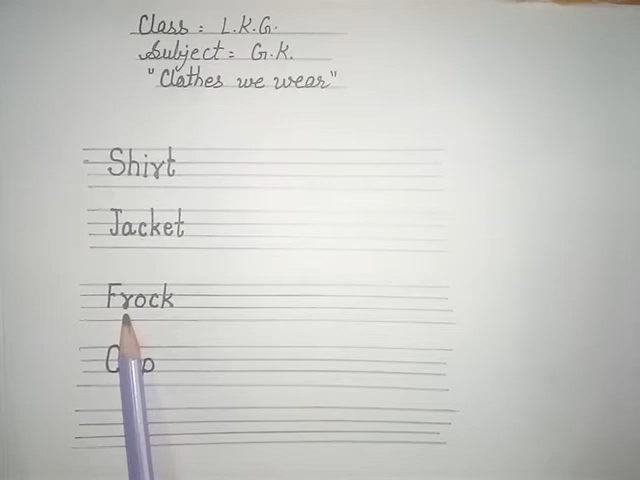 Class : L.K.G.
Subject = G.K.
"Clothes we wear"
Shirt
Jacket
Frock